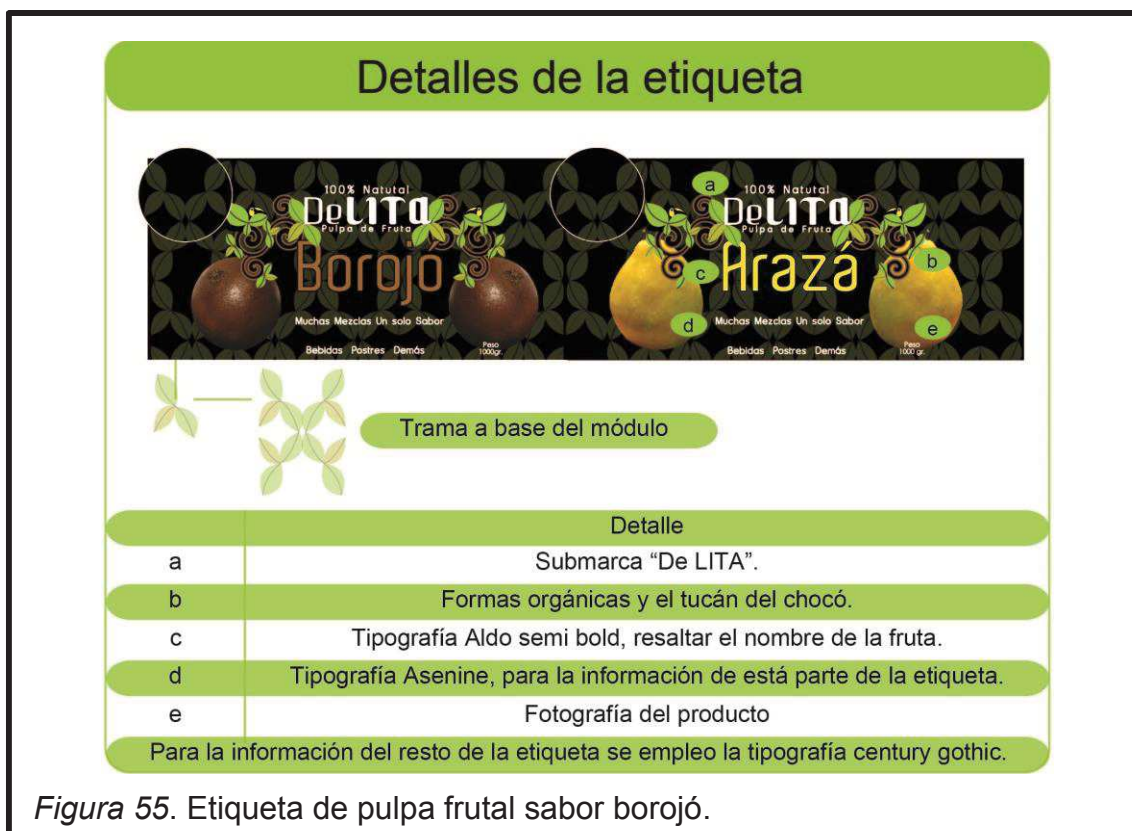 Detalles de la etiqueta
100% Natutal
DeLITa
Pulpa de Fruta
Borojó
Muchas Mezclas Un solo Sabor
Bebidas Postres Demás
Peso
1000gr.
a
100% Natutal
DeLITa
Pulpa de Fruta
b
c
Arazá
d
Muchas Mezclas Un solo Sabor
e
Bebidas Postres Demás
Peso
1000 gr.
Trama a base del módulo
Detalle
a Submarca “De LITA”.
b Formas orgánicas y el tucán del chocó.
c Tipografía Aldo semi bold, resaltar el nombre de la fruta.
d Tipografía Asenine, para la información de está parte de la etiqueta.
e Fotografía del producto
Para la información del resto de la etiqueta se empleo la tipografía century gothic.
Figura 55. Etiqueta de pulpa frutal sabor borojó.